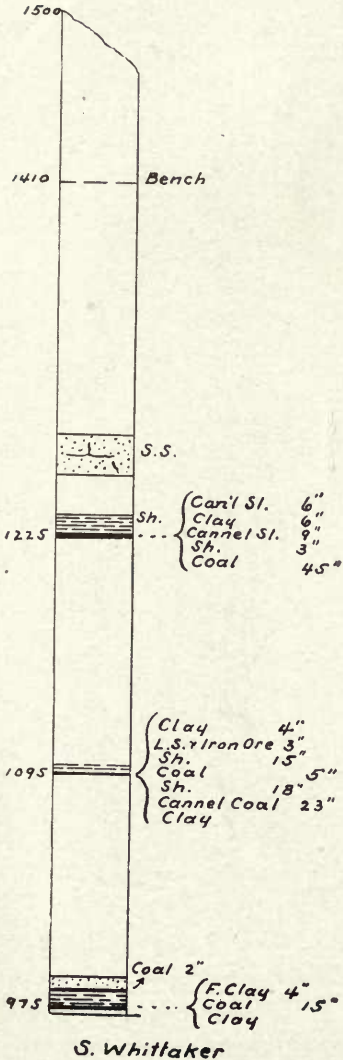 1500
1410 Bench
S.S.
Sh.
1225
Can'l Sl. 6"
Clay 6"
Cannel Sl. 9"
Sh. 3"
Coal 45"
1095
Clay 4"
L.S. & Iron Ore 3"
Sh. 15"
Coal 5"
Sh. 18"
Cannel Coal 23"
Clay
Coal 2"
975
F. Clay 4"
Coal 15"
Clay
S. Whittaker